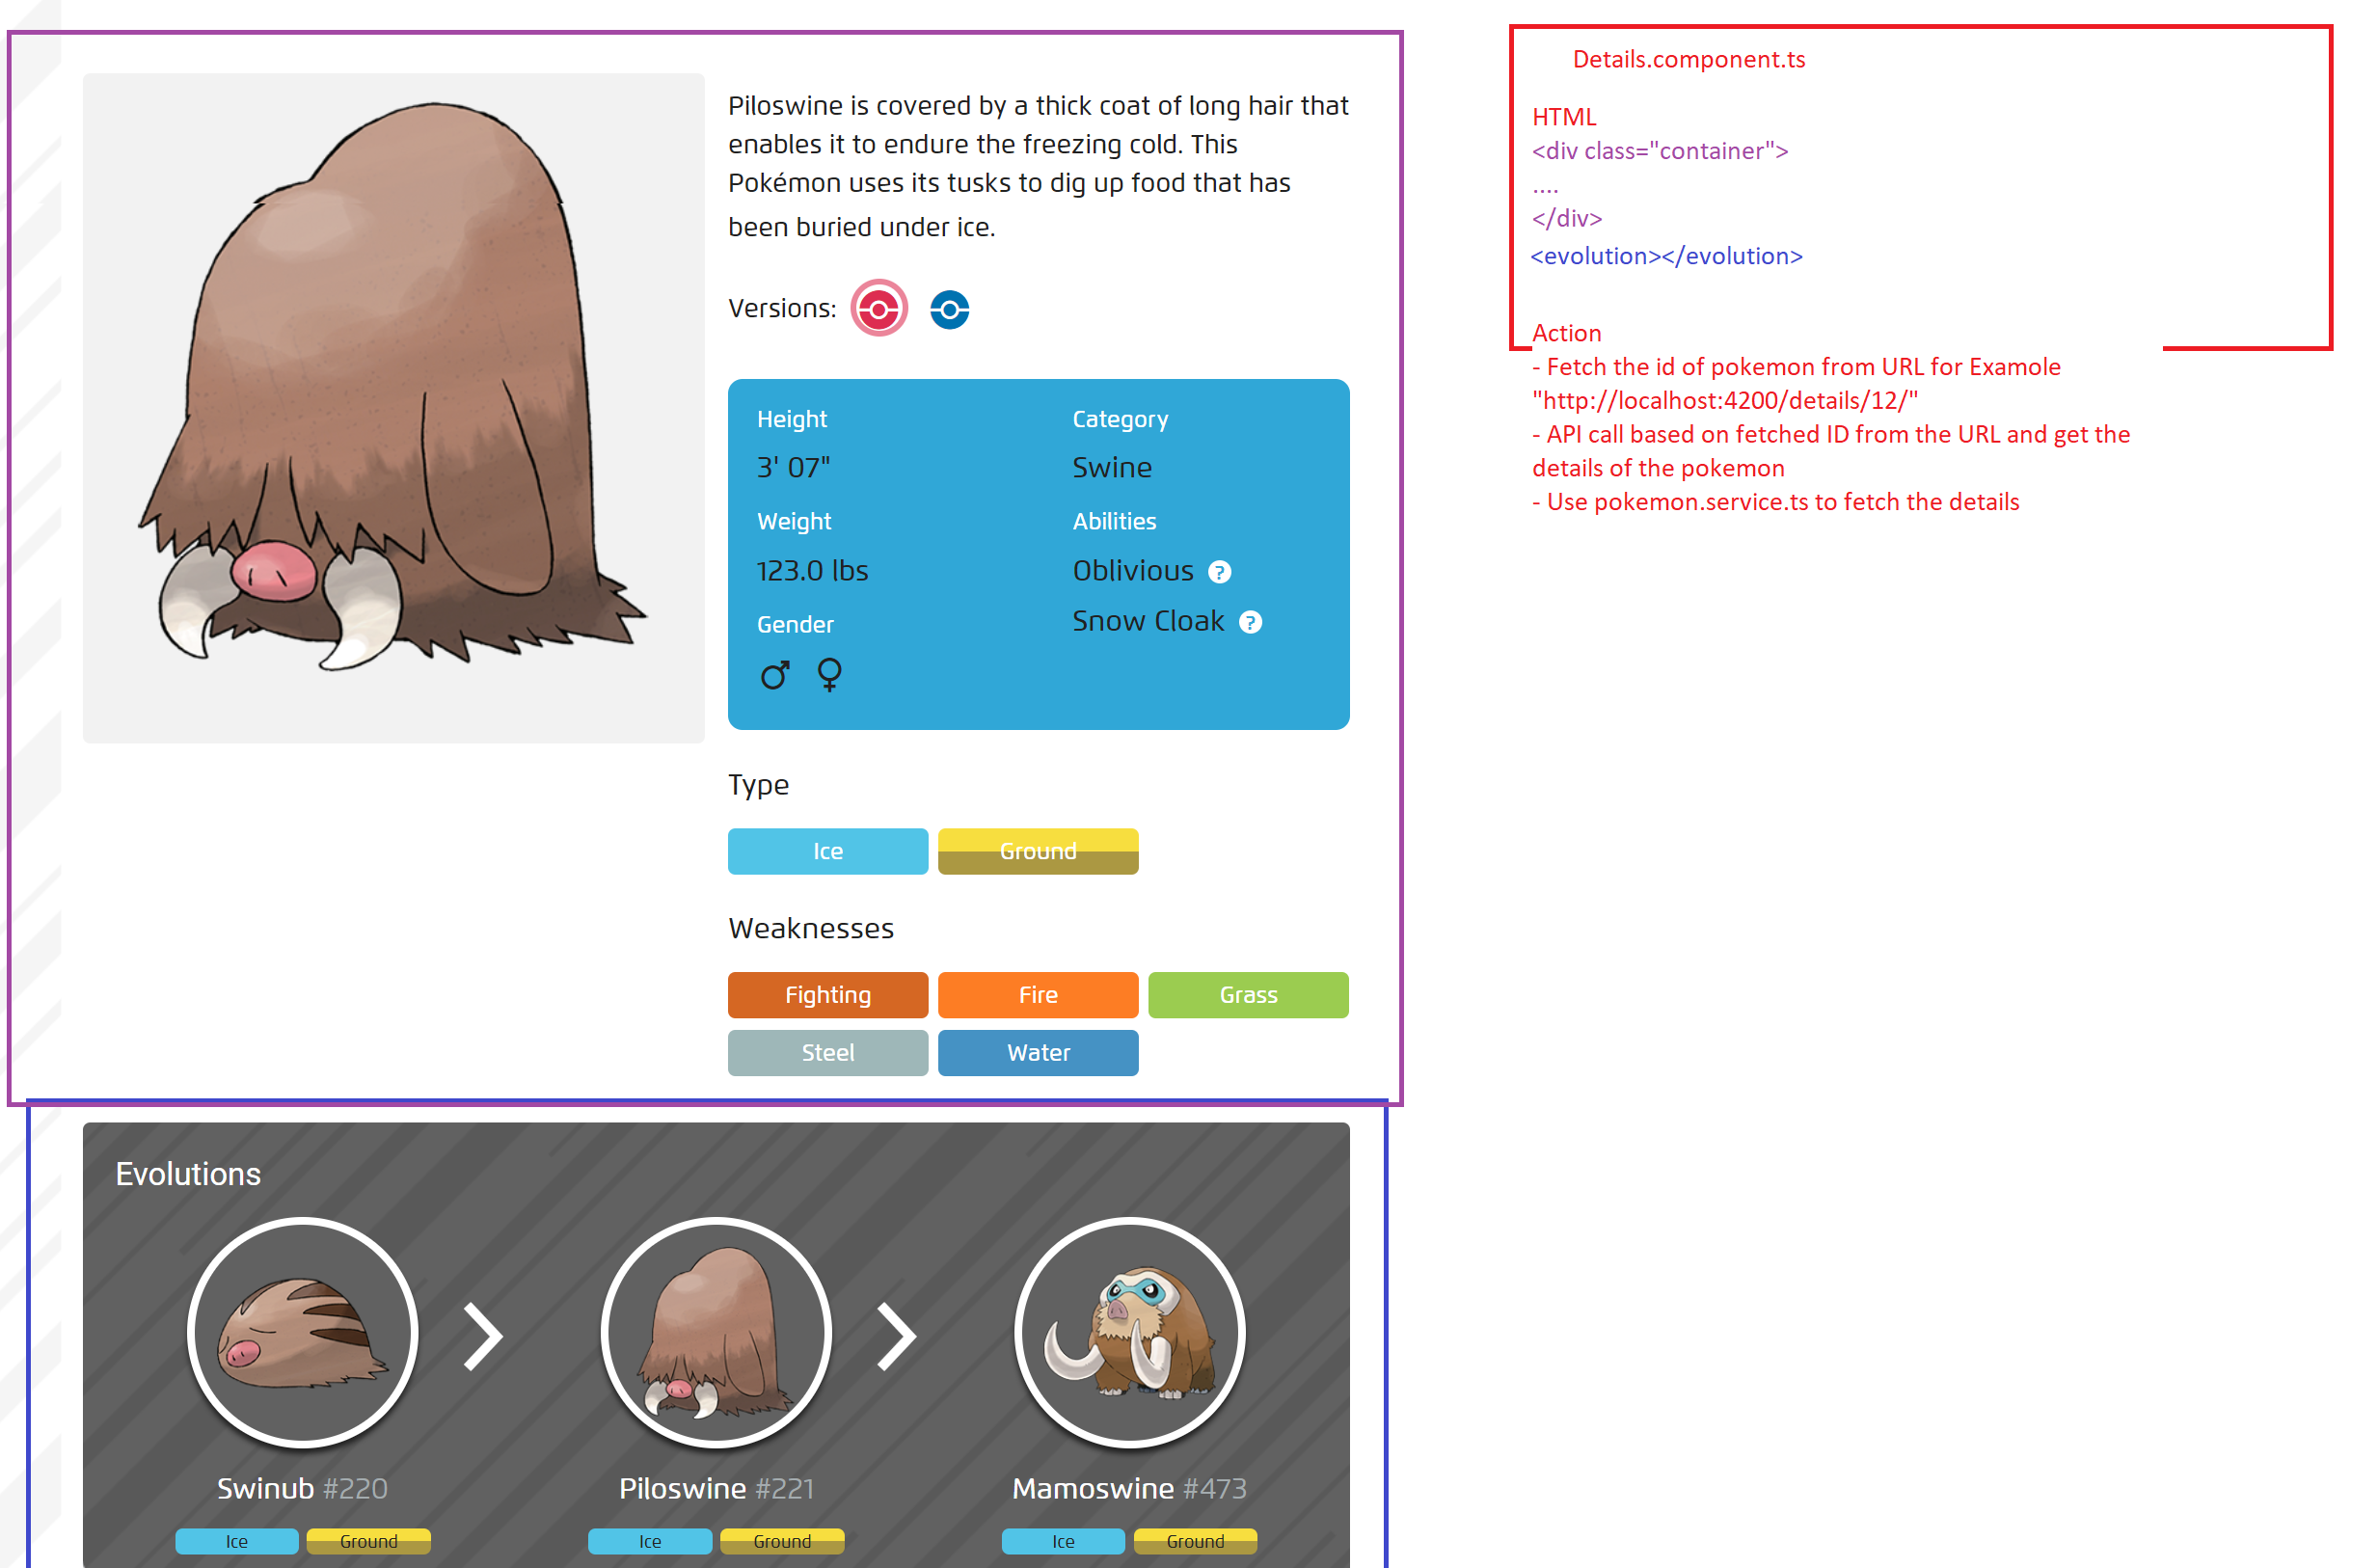 Piloswine is covered by a thick coat of long hair that
enables it to endure the freezing cold. This
Pokémon uses its tusks to dig up food that has
been buried under ice.
Versions:
Height
3' 07"
Weight
123.0 lbs
Gender
Category
Swine
Abilities
Oblivious ?
Snow Cloak ?
Type
Ice
Ground
Weaknesses
Fighting
Fire
Grass
Steel
Water
Evolutions
Swinub #220
Ice
Ground
Piloswine #221
Ice
Ground
Mamoswine #473
Ice
Ground
Details.component.ts
HTML
<div class="container">
....
</div>
<evolution></evolution>
Action
- Fetch the id of pokemon from URL for Examole
"http://localhost:4200/details/12/"
- API call based on fetched ID from the URL and get the
details of the pokemon
- Use pokemon.service.ts to fetch the details